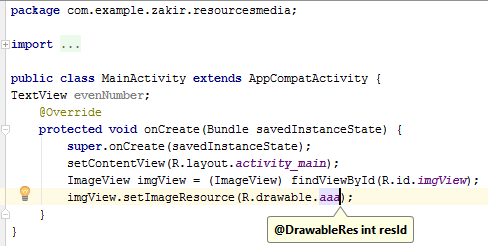 package com.example.zakir.resourcesmedia;
import ...
public class MainActivity extends AppCompatActivity {
TextView evenNumber;
@Override
protected void onCreate(Bundle savedInstanceState) {
super.onCreate(savedInstanceState);
setContentView(R.layout.activity_main);
ImageView imgView = (ImageView) findViewById(R.id.imgView);
imgView.setImageResource(R.drawable.aaa);
}
@DrawableRes int resId
}